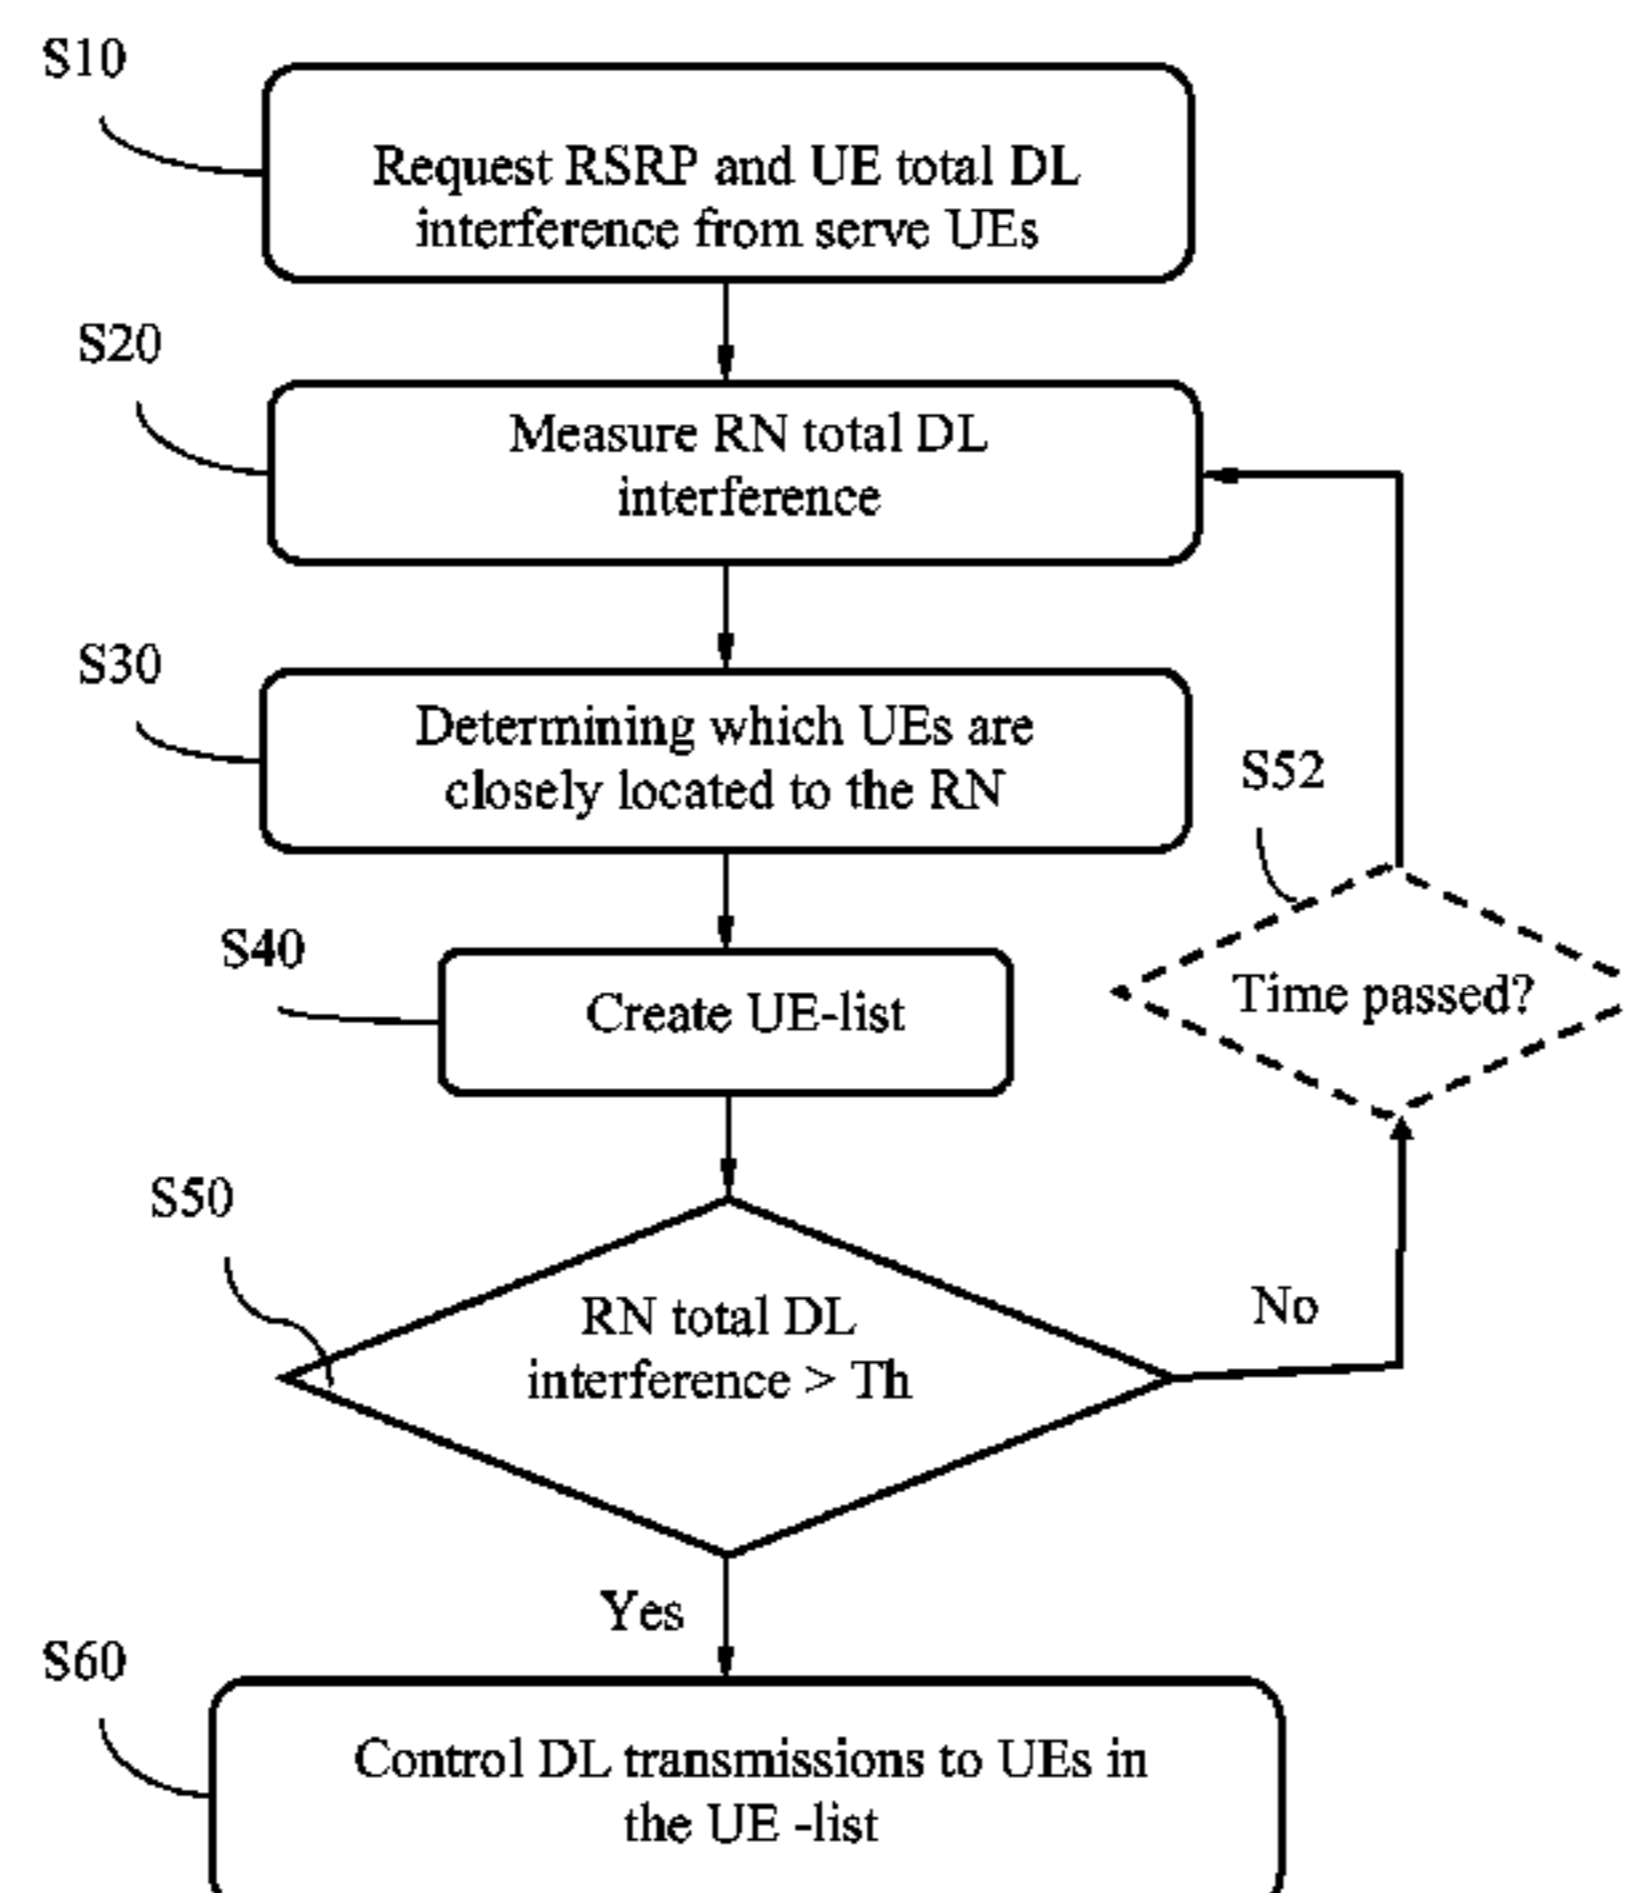 S10
Request RSRP and UE total DL
interference from serve UEs
S20
Measure RN total DL
interference
S30
Determining which UEs are
closely located to the RN
S52
Time passed?
S40
Create UE-list
S50
RN total DL
interference > Th
No
Yes
S60
Control DL transmissions to UEs in
the UE -list